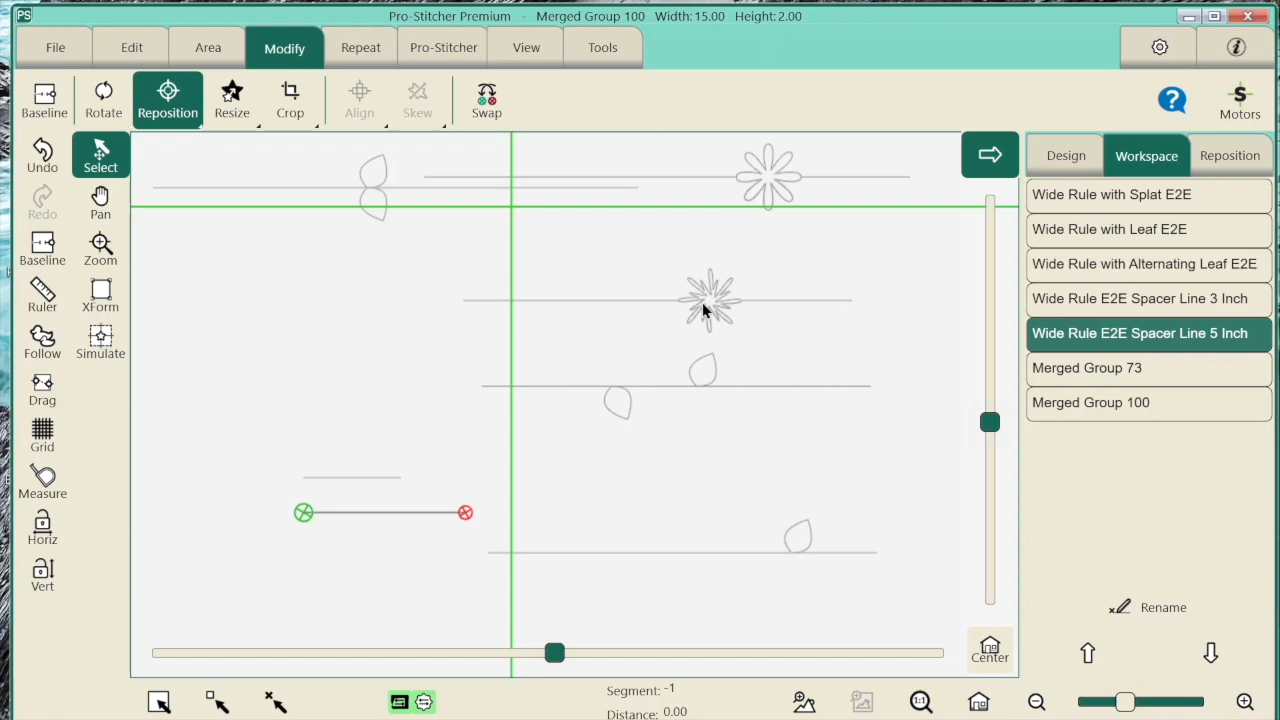 PS
Pro-Stitcher Premium - Merged Group 100 Width: 15.00 Height: 2.00
File Edit Area Modify Repeat Pro-Stitcher View Tools
Baseline Rotate Reposition Resize Crop Align Skew Swap Motors
Undo Select
Redo Pan
Baseline Zoom
Ruler XForm
Follow Simulate
Drag
Grid
Measure
Horiz
Vert
Center
Design Workspace Reposition
Wide Rule with Splat E2E
Wide Rule with Leaf E2E
Wide Rule with Alternating Leaf E2E
Wide Rule E2E Spacer Line 3 Inch
Wide Rule E2E Spacer Line 5 Inch
Merged Group 73
Merged Group 100
Rename
Segment: -1
Distance: 0.00
1:1